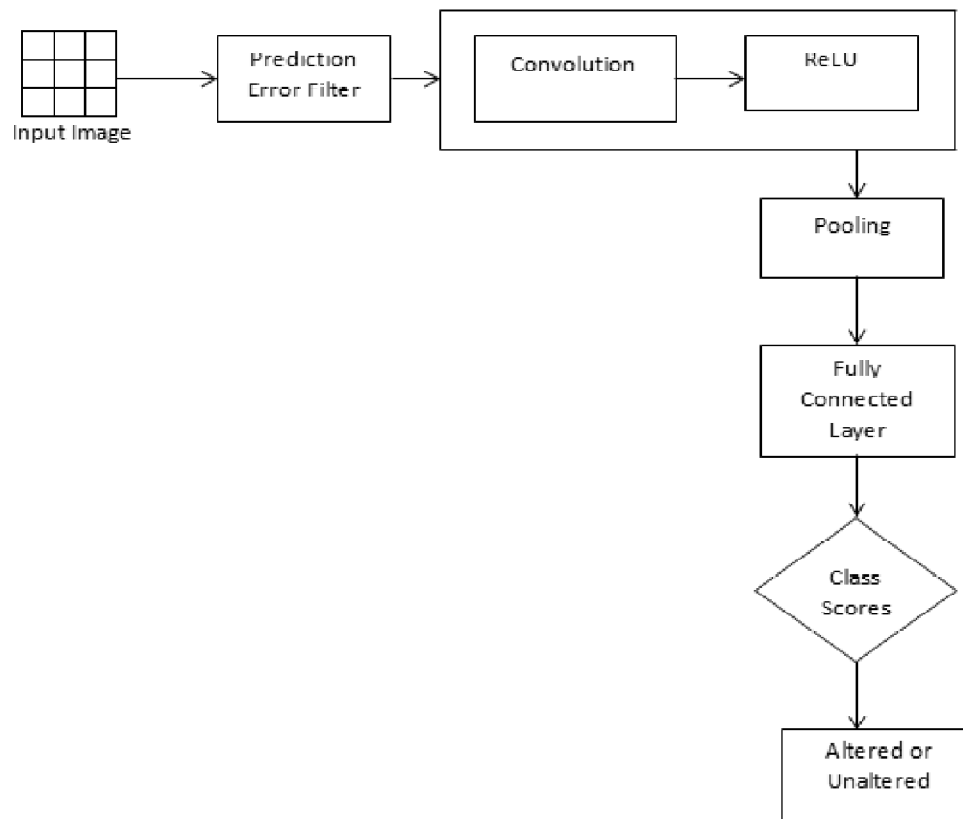 Input Image
Prediction
Error Filter
Convolution
ReLU
Pooling
Fully
Connected
Layer
Class
Scores
Altered or
Unaltered